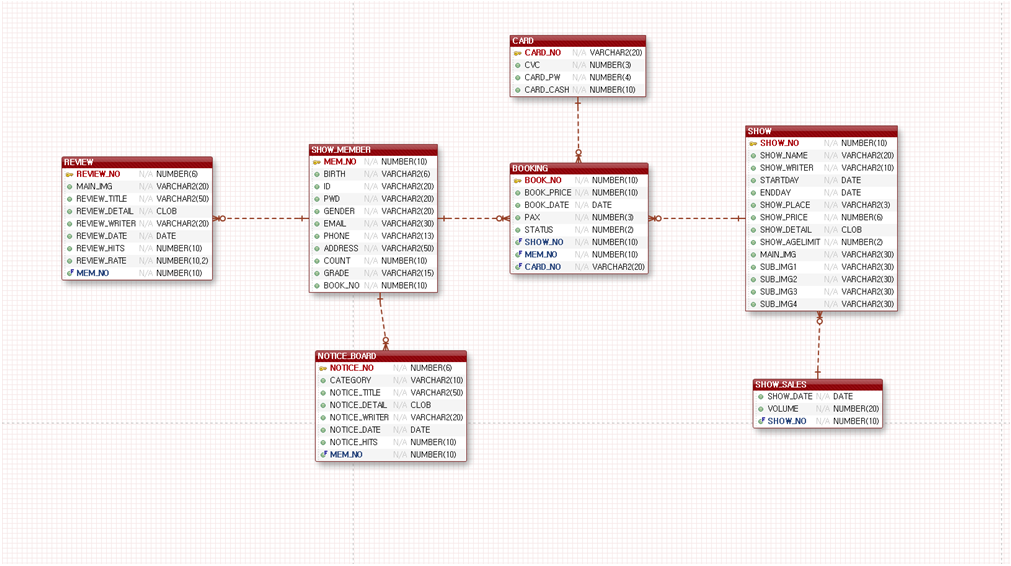 CARD
CARD_NO N/A VARCHAR2(20)
CVC N/A NUMBER(3)
CARD_PW N/A NUMBER(4)
CARD_CASH N/A NUMBER(10)
REVIEW
REVIEW_NO N/A NUMBER(6)
MAIN_IMG N/A VARCHAR2(20)
REVIEW_TITLE N/A VARCHAR2(50)
REVIEW_DETAIL N/A CLOB
REVIEW_WRITER N/A VARCHAR2(20)
REVIEW_DATE N/A DATE
REVIEW_HITS N/A NUMBER(10)
REVIEW_RATE N/A NUMBER(10,2)
MEM_NO N/A NUMBER(10)
SHOW_MEMBER
MEM_NO N/A NUMBER(10)
BIRTH N/A VARCHAR2(6)
ID N/A VARCHAR2(20)
PWD N/A VARCHAR2(20)
GENDER N/A VARCHAR2(20)
EMAIL N/A VARCHAR2(30)
PHONE N/A VARCHAR2(13)
ADDRESS N/A VARCHAR2(50)
COUNT N/A NUMBER(10)
GRADE N/A VARCHAR2(15)
BOOK_NO N/A NUMBER(10)
BOOKING
BOOK_NO N/A NUMBER(10)
BOOK_PRICE N/A NUMBER(10)
BOOK_DATE N/A DATE
PAX N/A NUMBER(3)
STATUS N/A NUMBER(2)
SHOW_NO N/A NUMBER(10)
MEM_NO N/A NUMBER(10)
CARD_NO N/A VARCHAR2(20)
SHOW
SHOW_NO N/A NUMBER(10)
SHOW_NAME N/A VARCHAR2(20)
SHOW_WRITER N/A VARCHAR2(10)
STARTDAY N/A DATE
ENDDAY N/A DATE
SHOW_PLACE N/A VARCHAR2(3)
SHOW_PRICE N/A NUMBER(6)
SHOW_DETAIL N/A CLOB
SHOW_AGELIMIT N/A NUMBER(2)
MAIN_IMG N/A VARCHAR2(30)
SUB_IMG1 N/A VARCHAR2(30)
SUB_IMG2 N/A VARCHAR2(30)
SUB_IMG3 N/A VARCHAR2(30)
SUB_IMG4 N/A VARCHAR2(30)
NOTICE_BOARD
NOTICE_NO N/A NUMBER(6)
CATEGORY N/A VARCHAR2(10)
NOTICE_TITLE N/A VARCHAR2(50)
NOTICE_DETAIL N/A CLOB
NOTICE_WRITER N/A VARCHAR2(20)
NOTICE_DATE N/A DATE
NOTICE_HITS N/A NUMBER(10)
MEM_NO N/A NUMBER(10)
SHOW_SALES
SHOW_DATE N/A DATE
VOLUME N/A NUMBER(20)
SHOW_NO N/A NUMBER(10)